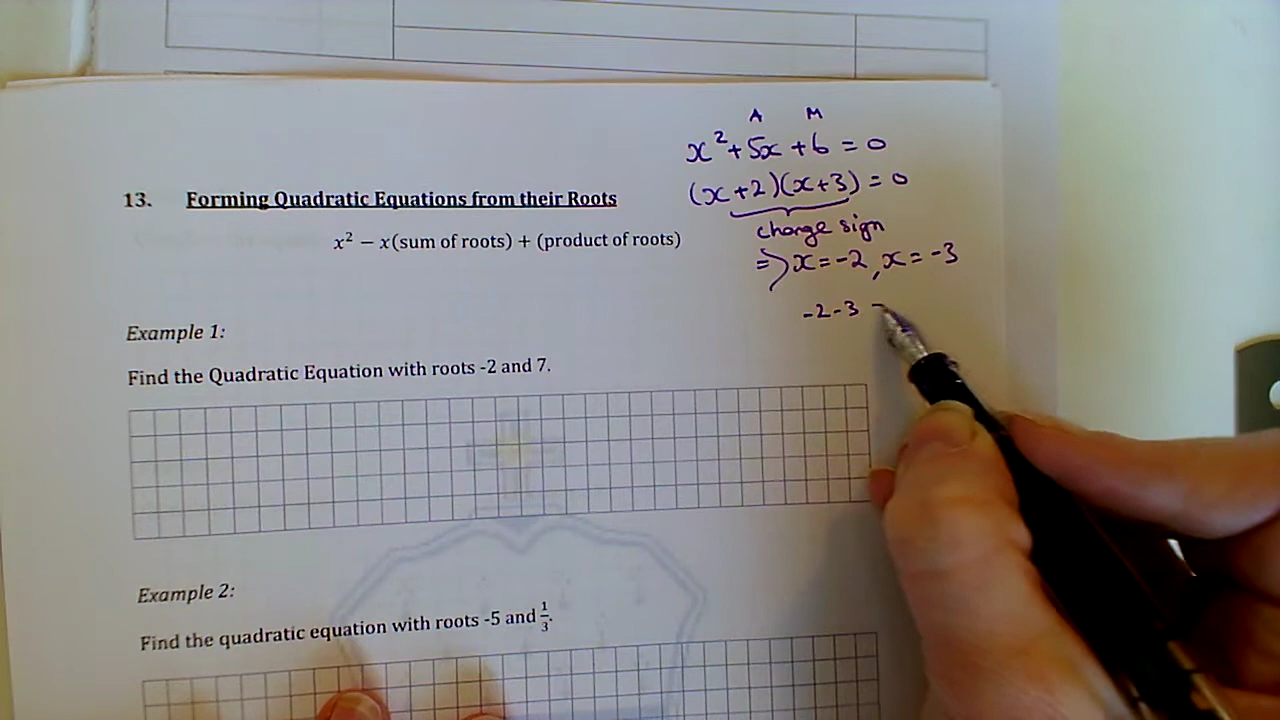 A M
x² + 5x + 6 = 0
(x + 2)(x + 3) = 0
change sign
⇒ x = -2, x = -3
-2 - 3
13. Forming Quadratic Equations from their Roots
x² − x(sum of roots) + (product of roots)
Example 1:
Find the Quadratic Equation with roots -2 and 7.
Example 2:
Find the quadratic equation with roots -5 and 1/3.